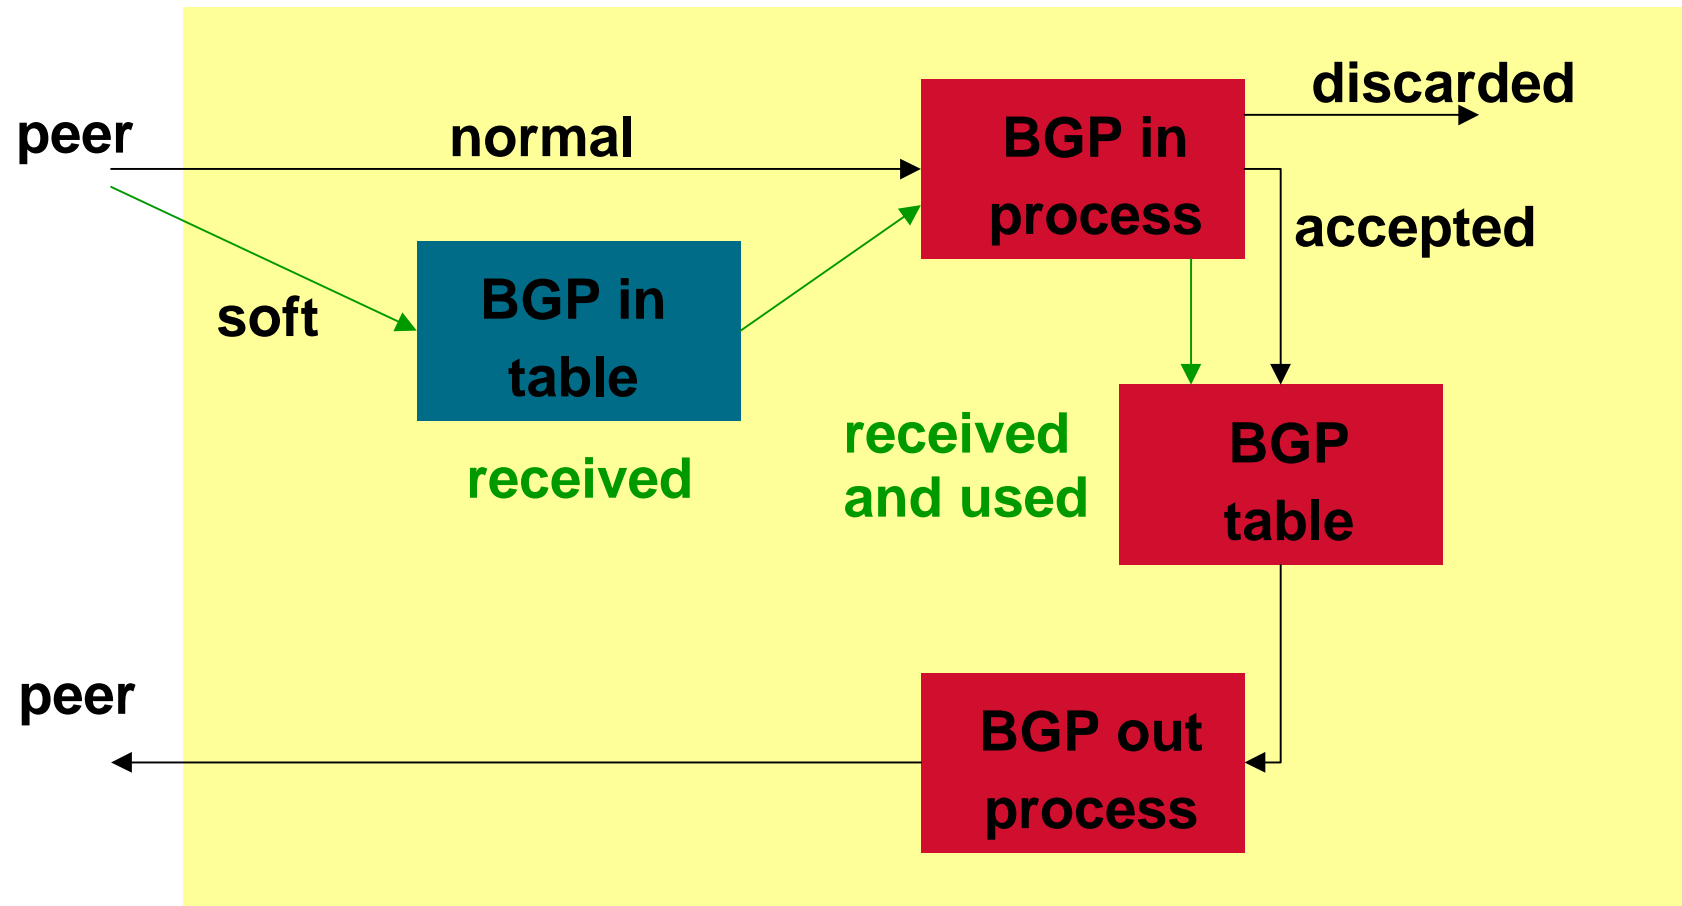 peer
normal
BGP in
process
discarded
accepted
soft
BGP in
table
received
received
and used
BGP
table
peer
BGP out
process